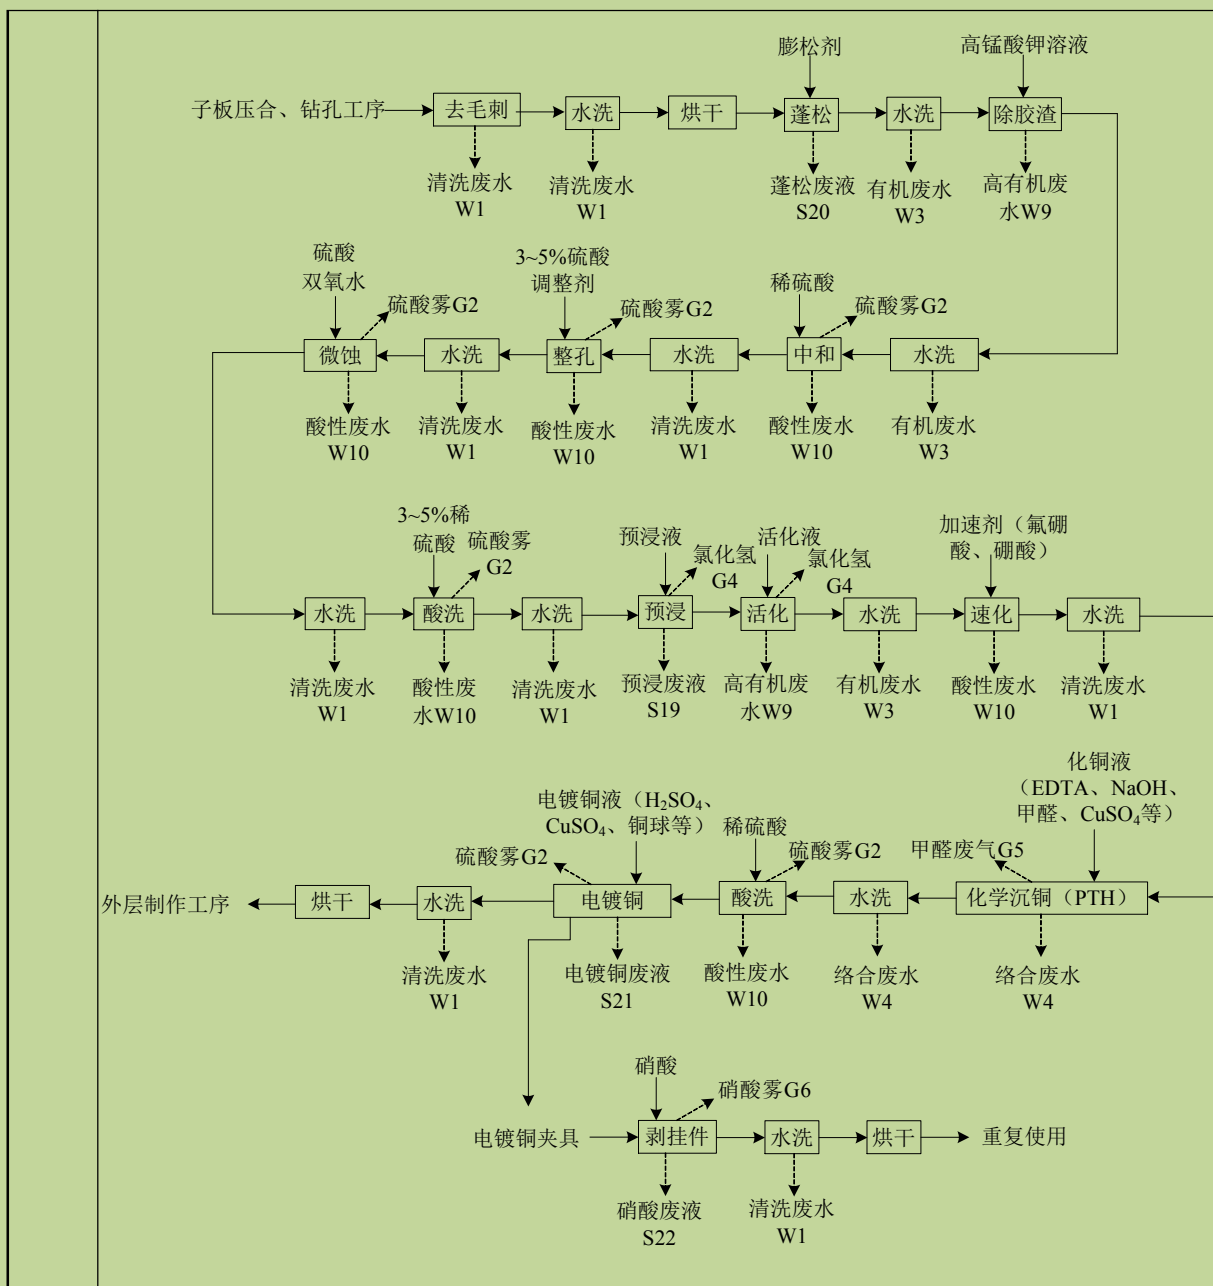 膨松剂
高锰酸钾溶液
子板压合、钻孔工序
去毛刺
水洗
烘干
蓬松
水洗
除胶渣
清洗废水
W1
清洗废水
W1
蓬松废液
S20
有机废水
W3
高有机废
水W9
硫酸
双氧水
硫酸雾G2
3~5%硫酸
调整剂
硫酸雾G2
稀硫酸
硫酸雾G2
微蚀
水洗
整孔
水洗
中和
水洗
酸性废水
W10
清洗废水
W1
酸性废水
W10
清洗废水
W1
酸性废水
W10
有机废水
W3
3~5%稀
硫酸
硫酸雾
G2
预浸液
氯化氢
G4
活化液
氯化氢
G4
加速剂（氟硼
酸、硼酸）
水洗
酸洗
水洗
预浸
活化
水洗
速化
水洗
清洗废水
W1
酸性废
水W10
清洗废水
W1
预浸废液
S19
高有机废
水W9
有机废水
W3
酸性废水
W10
清洗废水
W1
化铜液
（EDTA、NaOH、
甲醛、CuSO₄等）
电镀铜液（H₂SO₄、
CuSO₄、铜球等）
稀硫酸
硫酸雾G2
硫酸雾G2
甲醛废气G5
外层制作工序
烘干
水洗
电镀铜
酸洗
水洗
化学沉铜（PTH）
清洗废水
W1
电镀铜废液
S21
酸性废水
W10
络合废水
W4
络合废水
W4
硝酸
硝酸雾G6
电镀铜夹具
剥挂件
水洗
烘干
重复使用
硝酸废液
S22
清洗废水
W1